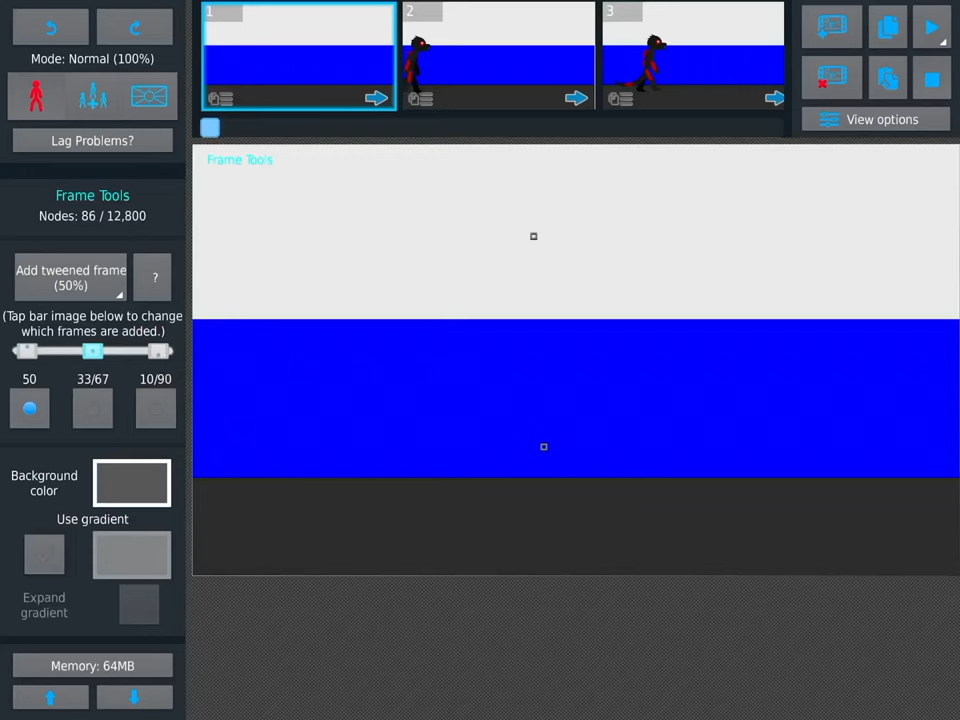 1
2
3
Mode: Normal (100%)
Lag Problems?
View options
Frame Tools
Frame Tools
Nodes: 86 / 12,800
Add tweened frame
(50%)
?
(Tap bar image below to change
which frames are added.)
50
33/67
10/90
Background
color
Use gradient
Expand
gradient
Memory: 64MB